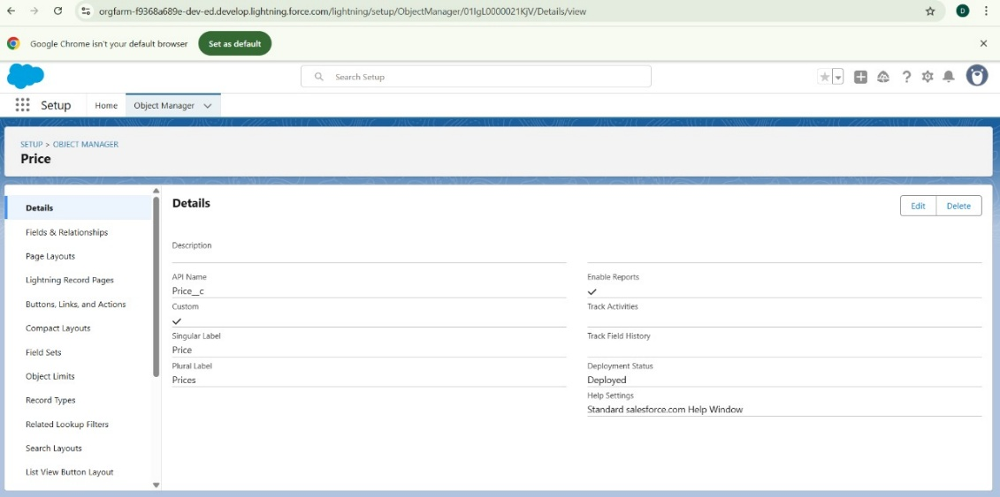 orgfarm-f9368a689e-dev-ed.develop.lightning.force.com/lightning/setup/ObjectManager/01IgL0000021KjV/Details/view
D
Google Chrome isn't your default browser
Set as default
Search Setup
Setup
Home
Object Manager
SETUP > OBJECT MANAGER
Price
Details
Fields & Relationships
Page Layouts
Lightning Record Pages
Buttons, Links, and Actions
Compact Layouts
Field Sets
Object Limits
Record Types
Related Lookup Filters
Search Layouts
List View Button Layout
Details
Edit
Delete
Description
API Name
Price__c
Custom
Singular Label
Price
Plural Label
Prices
Enable Reports
Track Activities
Track Field History
Deployment Status
Deployed
Help Settings
Standard salesforce.com Help Window